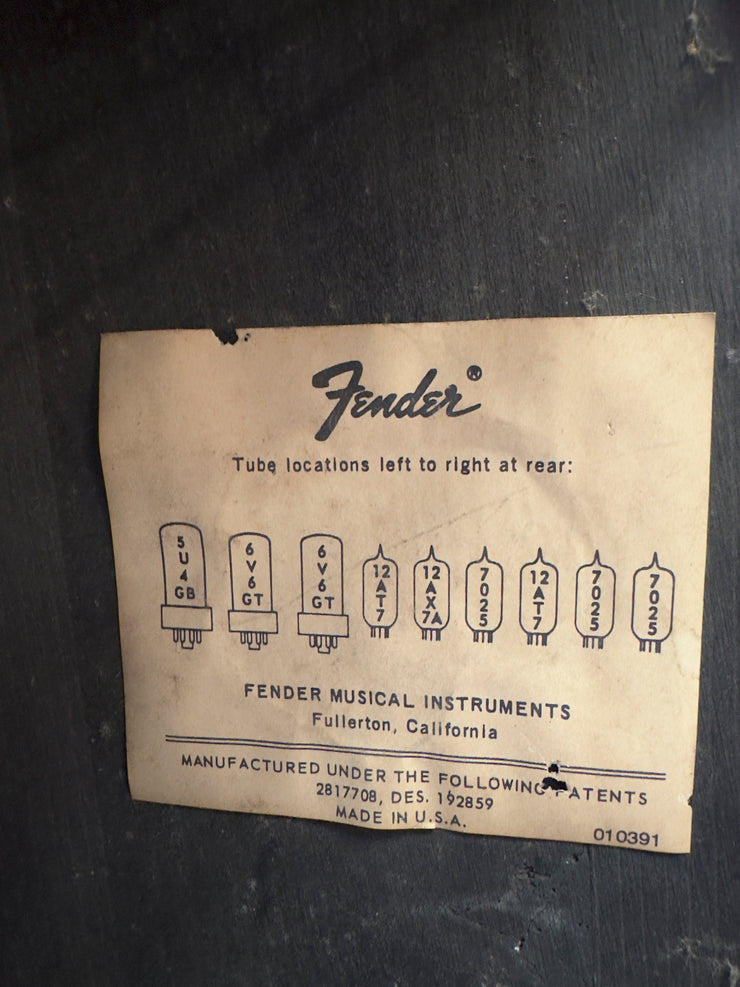 Fender®
Tube locations left to right at rear:
5U4GB 6V6GT 6V6GT 12AT7 12AX7A 7025 12AT7 7025 7025
FENDER MUSICAL INSTRUMENTS
Fullerton, California
MANUFACTURED UNDER THE FOLLOWING PATENTS
2817708, DES. 192859
MADE IN U.S.A.
010391